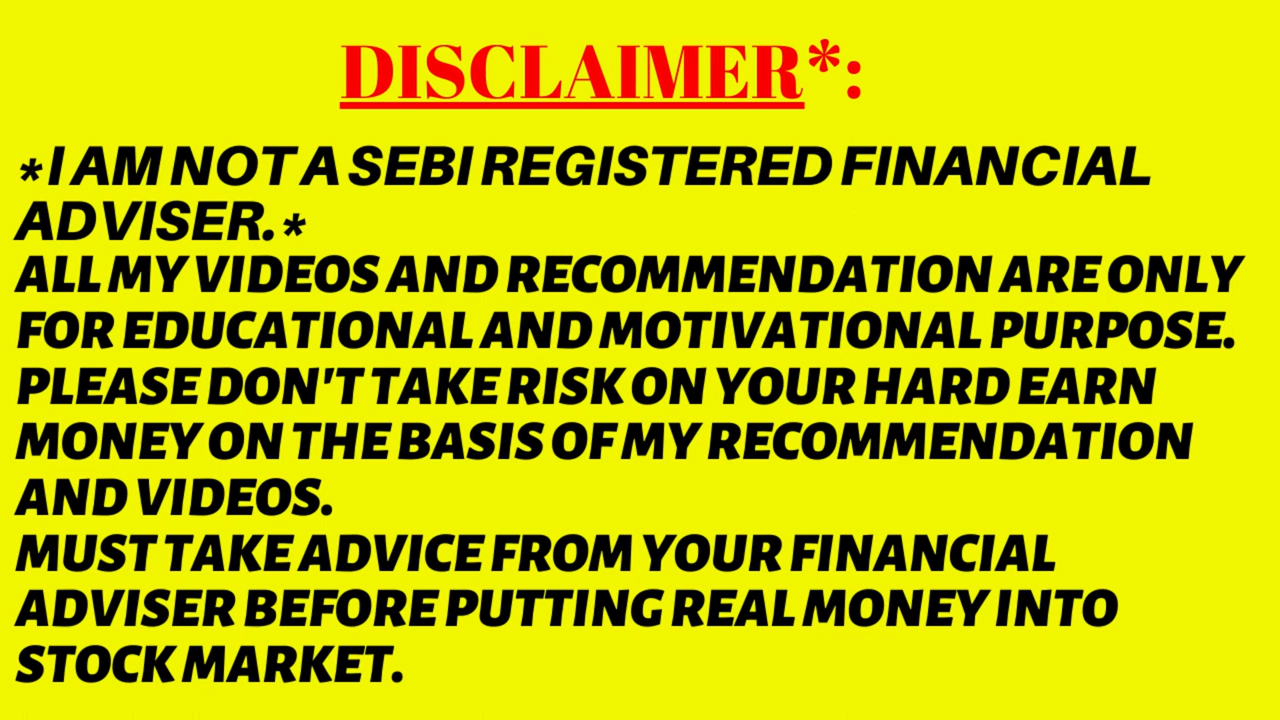 DISCLAIMER*:
*I AM NOT A SEBI REGISTERED FINANCIAL
ADVISER.*
ALL MY VIDEOS AND RECOMMENDATION ARE ONLY
FOR EDUCATIONAL AND MOTIVATIONAL PURPOSE.
PLEASE DON'T TAKE RISK ON YOUR HARD EARN
MONEY ON THE BASIS OF MY RECOMMENDATION
AND VIDEOS.
MUST TAKE ADVICE FROM YOUR FINANCIAL
ADVISER BEFORE PUTTING REAL MONEY INTO
STOCK MARKET.